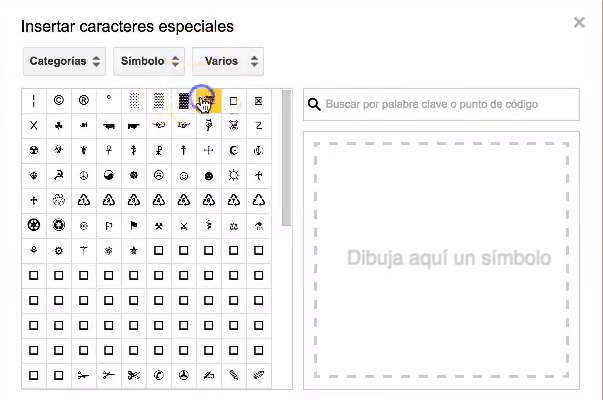 Insertar caracteres especiales
Categorías Símbolo Varios
Buscar por palabra clave o punto de código
Dibuja aquí un símbolo